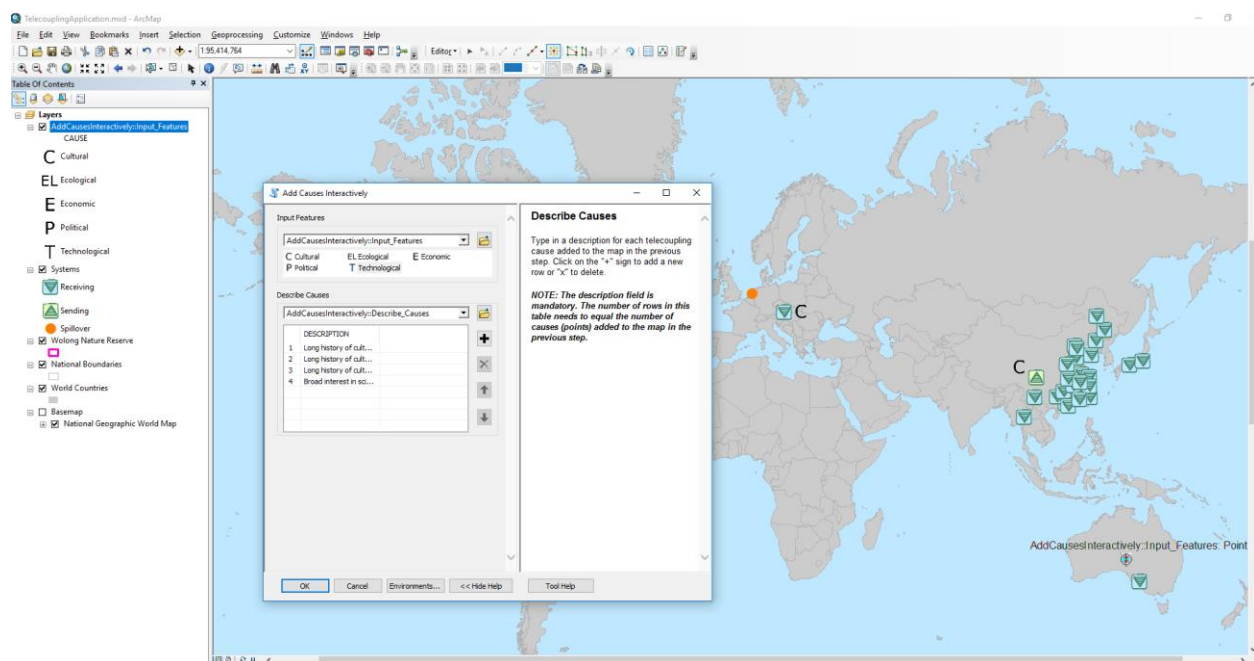 TelecouplingApplication.mxd - ArcMap
File Edit View Bookmarks Insert Selection Geoprocessing Customize Windows Help
1:95,414,764
Editor
Table Of Contents
Layers
AddCausesInteractively::Input_Features
CAUSE
C Cultural
EL Ecological
E Economic
P Political
T Technological
Systems
Receiving
Sending
Spillover
Wolong Nature Reserve
National Boundaries
World Countries
Basemap
National Geographic World Map
Add Causes Interactively
Input Features
AddCausesInteractively::Input_Features
C Cultural EL Ecological E Economic
P Political T Technological
Describe Causes
AddCausesInteractively::Describe_Causes
DESCRIPTION
1 Long history of cult...
2 Long history of cult...
3 Long history of cult...
4 Broad interest in sci...
OK Cancel Environments... << Hide Help Tool Help
Describe Causes
Type in a description for each telecoupling
cause added to the map in the previous
step. Click on the "+" sign to add a new
row or "x" to delete.
NOTE: The description field is
mandatory. The number of rows in this
table needs to equal the number of
causes (points) added to the map in the
previous step.
C
C
AddCausesInteractively::Input_Features: Point